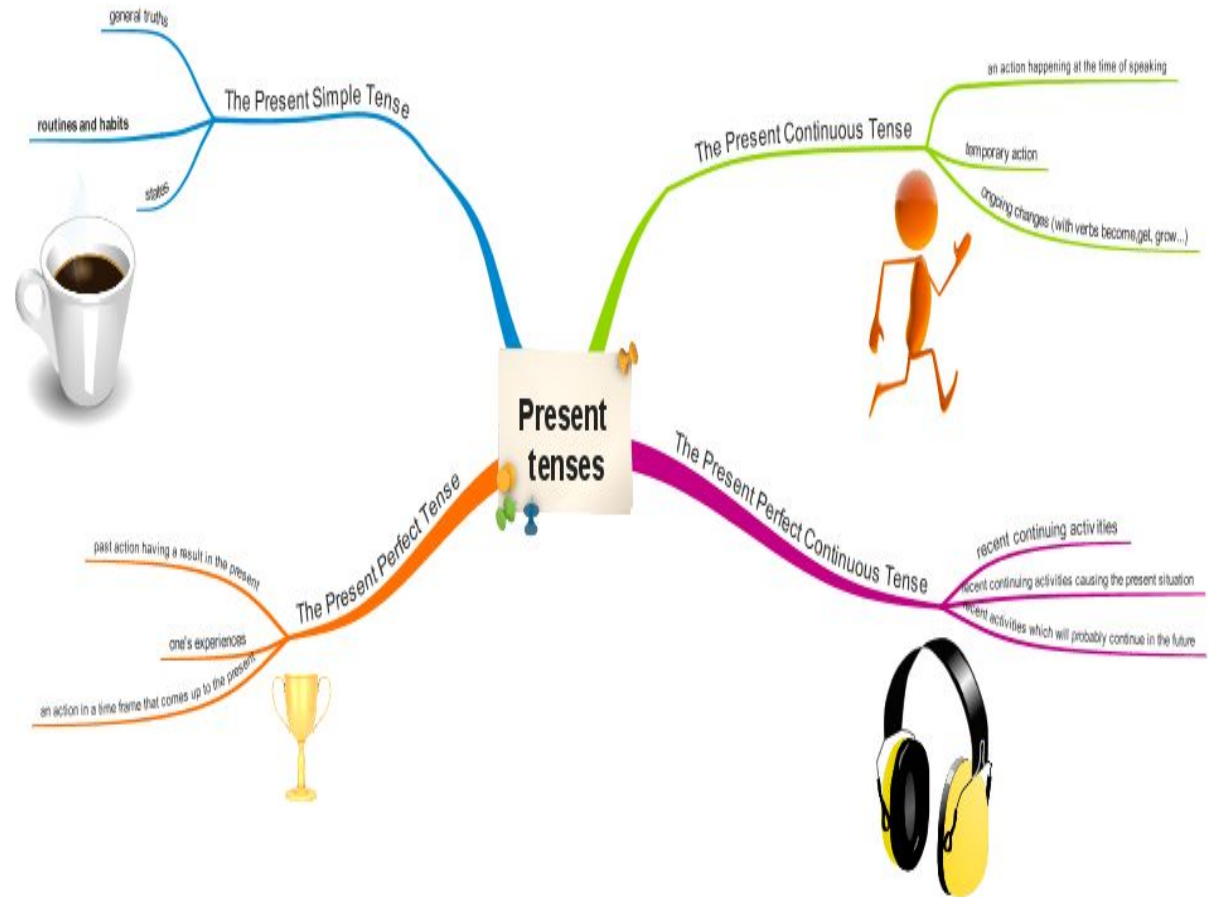 Present
tenses
The Present Simple Tense
general truths
routines and habits
states
The Present Continuous Tense
an action happening at the time of speaking
temporary action
ongoing changes (with verbs become,get, grow...)
The Present Perfect Tense
past action having a result in the present
one's experiences
an action in a time frame that comes up to the present
The Present Perfect Continuous Tense
recent continuing activities
recent continuing activities causing the present situation
recent activities which will probably continue in the future